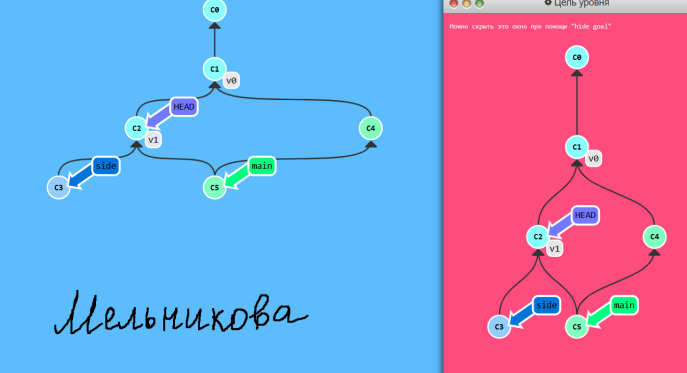 C0
C1
v0
HEAD
C2
v1
C4
side
main
C3
C5
Мельникова
Цель уровня
Можно скрыть это окно при помощи "hide goal"
C0
C1
v0
HEAD
C2
v1
C4
side
main
C3
C5